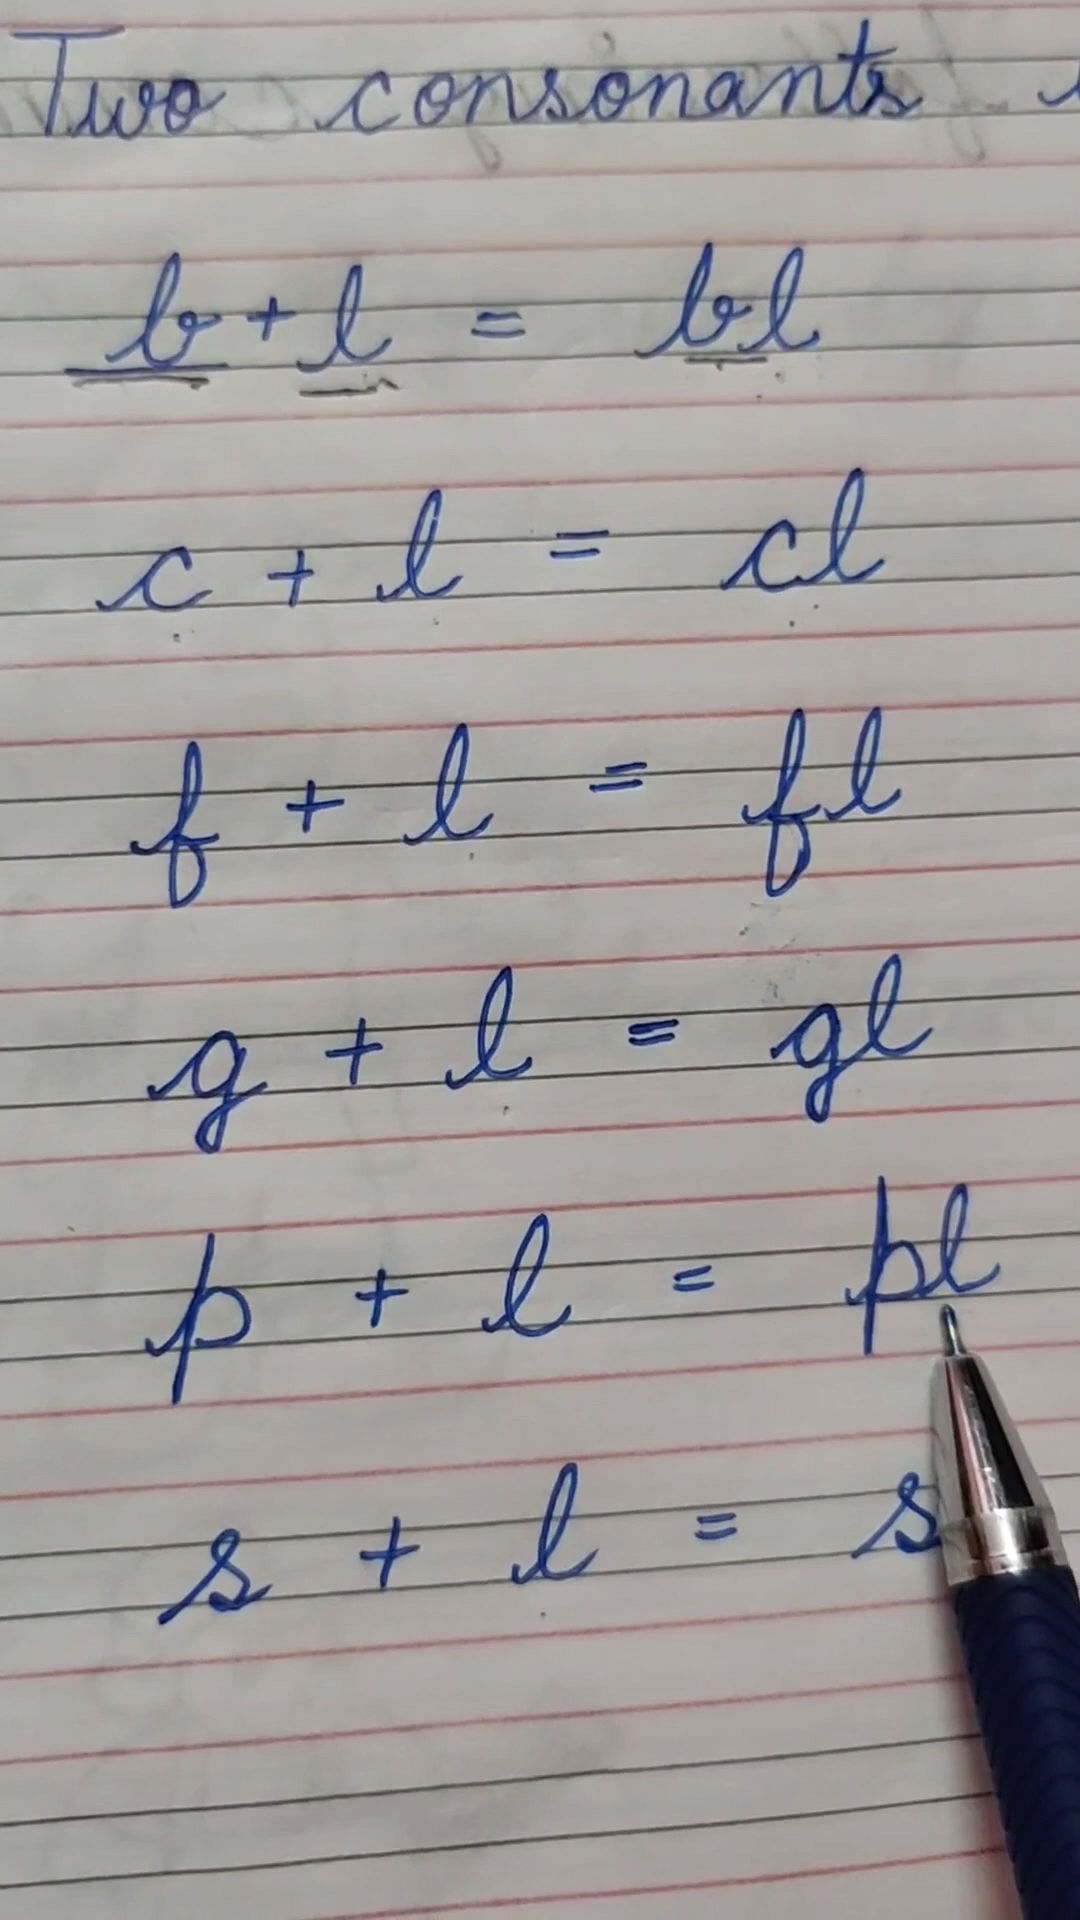 Two consonants
b + l = bl
c + l = cl
f + l = fl
g + l = gl
p + l = pl
s + l = s